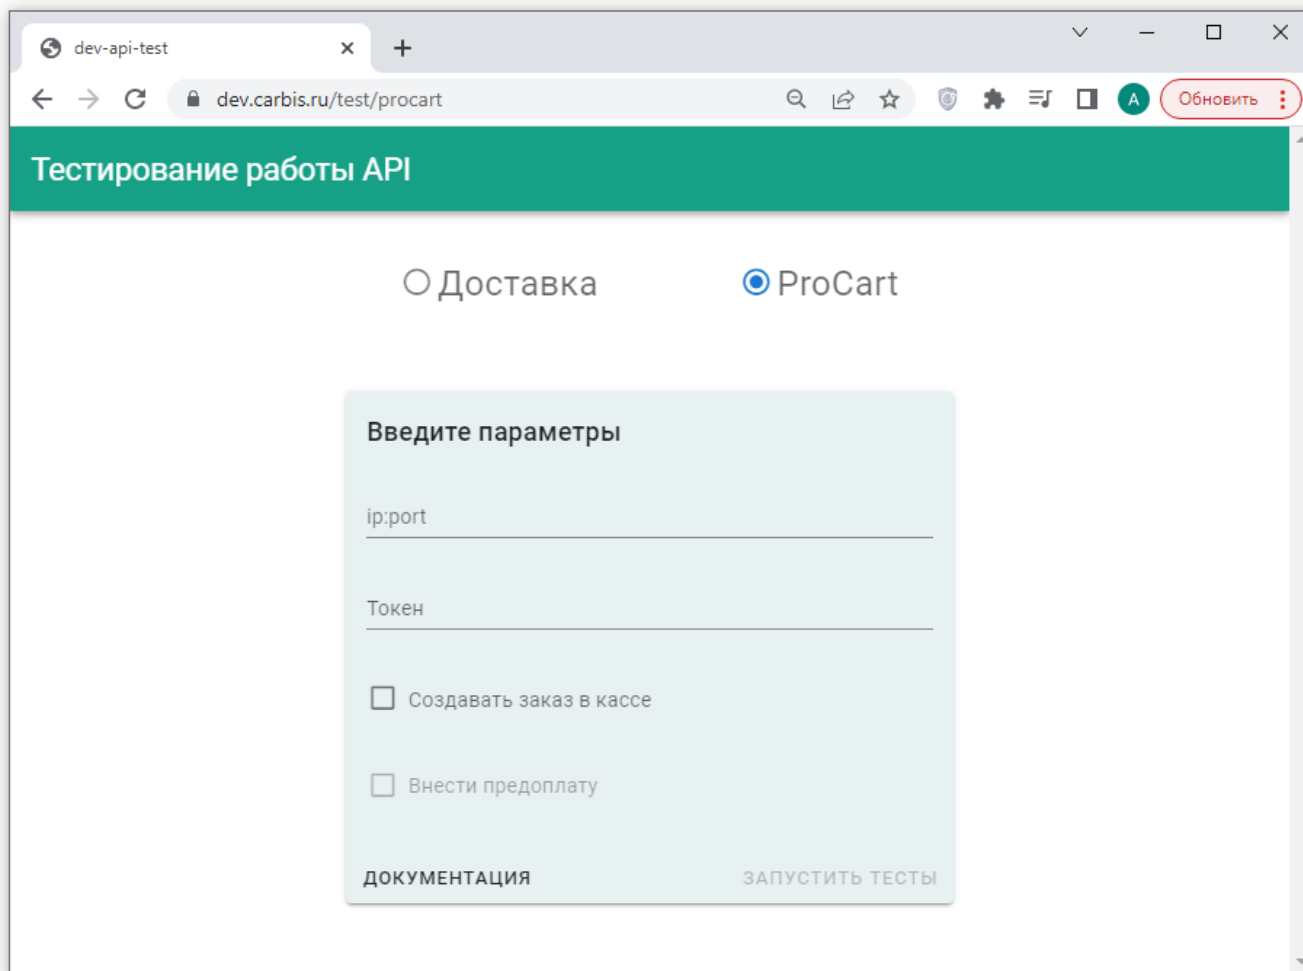 dev-api-test
dev.carbis.ru/test/procart
A
Обновить
Тестирование работы API
Доставка
ProCart
Введите параметры
ip:port
Токен
Создавать заказ в кассе
Внести предоплату
ДОКУМЕНТАЦИЯ
ЗАПУСТИТЬ ТЕСТЫ